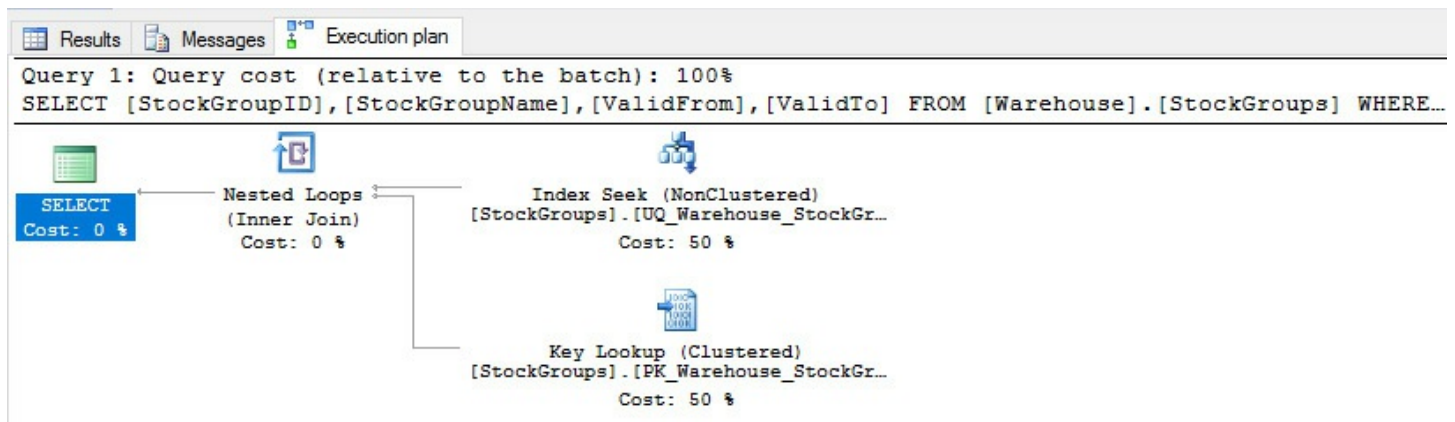 Results Messages Execution plan
Query 1: Query cost (relative to the batch): 100%
SELECT [StockGroupID],[StockGroupName],[ValidFrom],[ValidTo] FROM [Warehouse].[StockGroups] WHERE…
SELECT
Cost: 0 %
Nested Loops
(Inner Join)
Cost: 0 %
Index Seek (NonClustered)
[StockGroups].[UQ_Warehouse_StockGr…
Cost: 50 %
Key Lookup (Clustered)
[StockGroups].[PK_Warehouse_StockGr…
Cost: 50 %